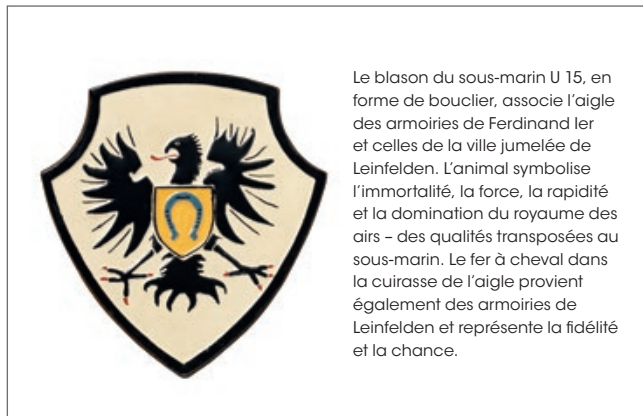 Le blason du sous-marin U 15, en
forme de bouclier, associe l’aigle
des armoiries de Ferdinand Ier
et celles de la ville jumelée de
Leinfelden. L’animal symbolise
l’immortalité, la force, la rapidité
et la domination du royaume des
airs – des qualités transposées au
sous-marin. Le fer à cheval dans
la cuirasse de l’aigle provient
également des armoiries de
Leinfelden et représente la fidélité
et la chance.